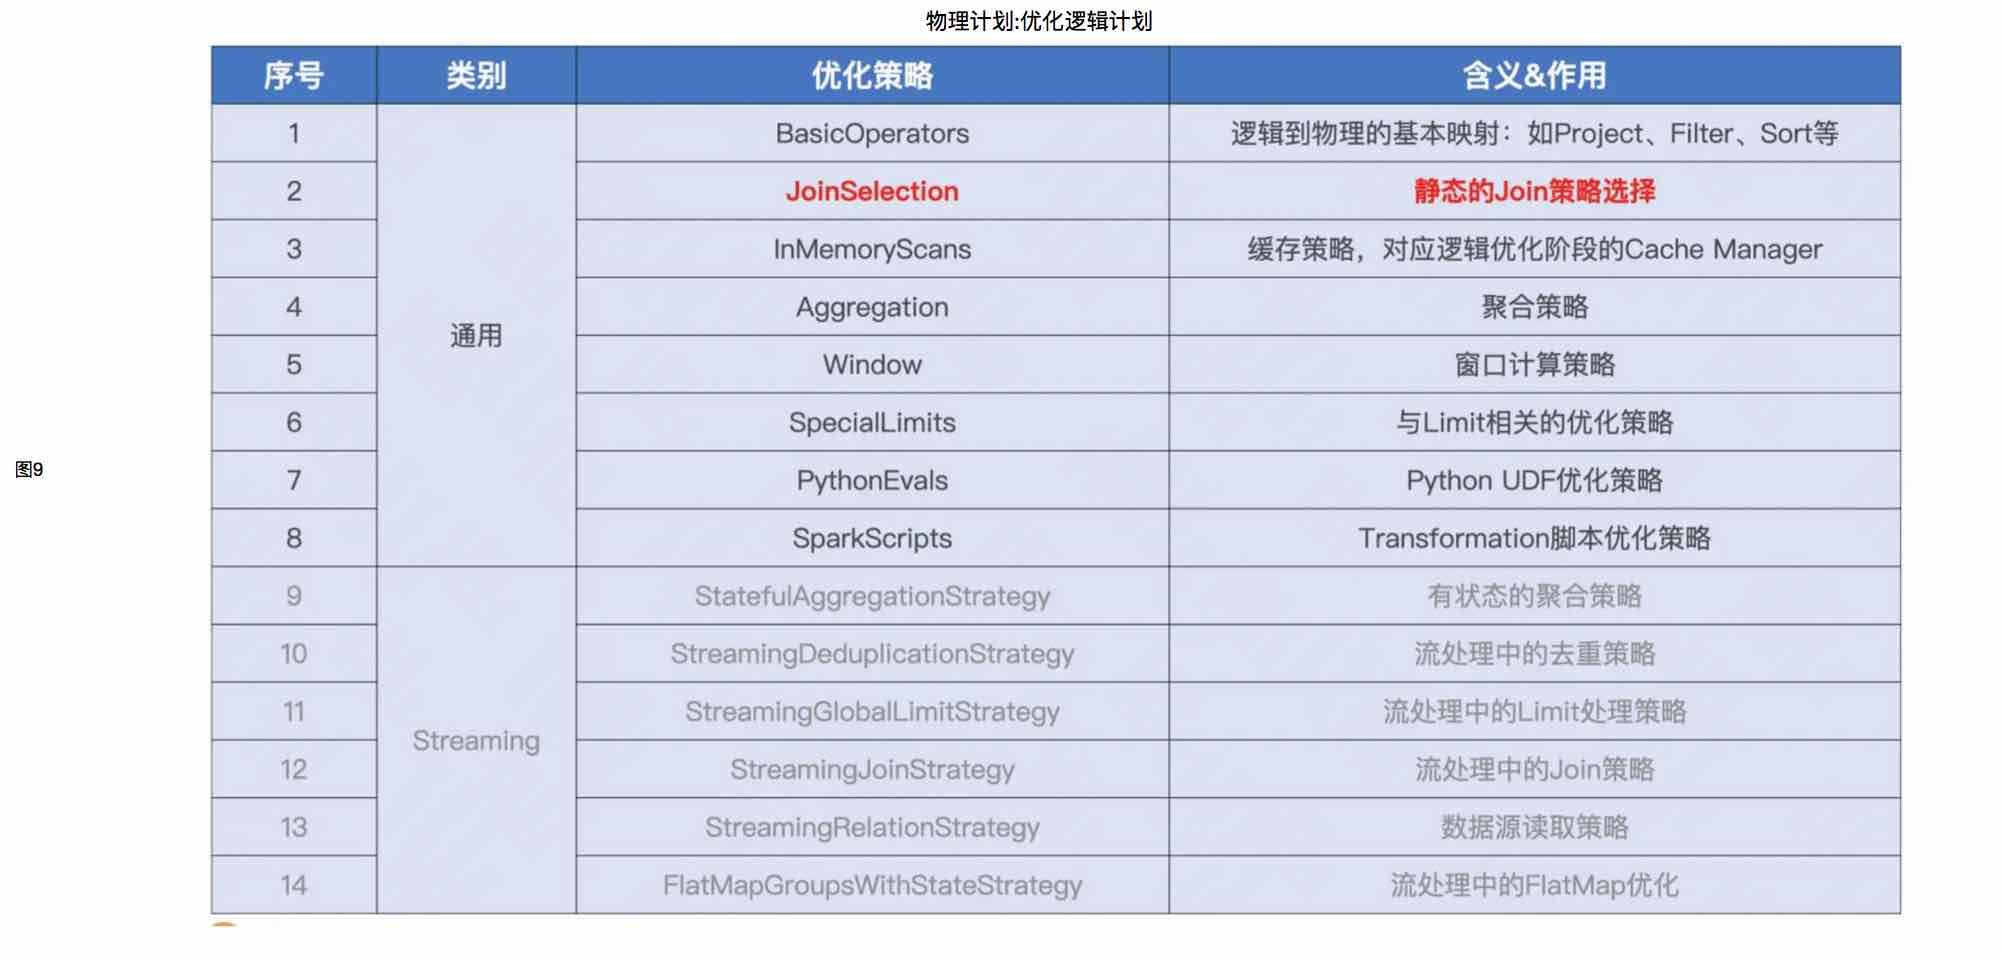 物理计划:优化逻辑计划
序号 类别 优化策略 含义&作用
1 BasicOperators 逻辑到物理的基本映射：如Project、Filter、Sort等
2 JoinSelection 静态的Join策略选择
3 InMemoryScans 缓存策略，对应逻辑优化阶段的Cache Manager
4 Aggregation 聚合策略
通用
5 Window 窗口计算策略
6 SpecialLimits 与Limit相关的优化策略
图9
7 PythonEvals Python UDF优化策略
8 SparkScripts Transformation脚本优化策略
9 StatefulAggregationStrategy 有状态的聚合策略
10 StreamingDeduplicationStrategy 流处理中的去重策略
11 StreamingGlobalLimitStrategy 流处理中的Limit处理策略
Streaming
12 StreamingJoinStrategy 流处理中的Join策略
13 StreamingRelationStrategy 数据源读取策略
14 FlatMapGroupsWithStateStrategy 流处理中的FlatMap优化